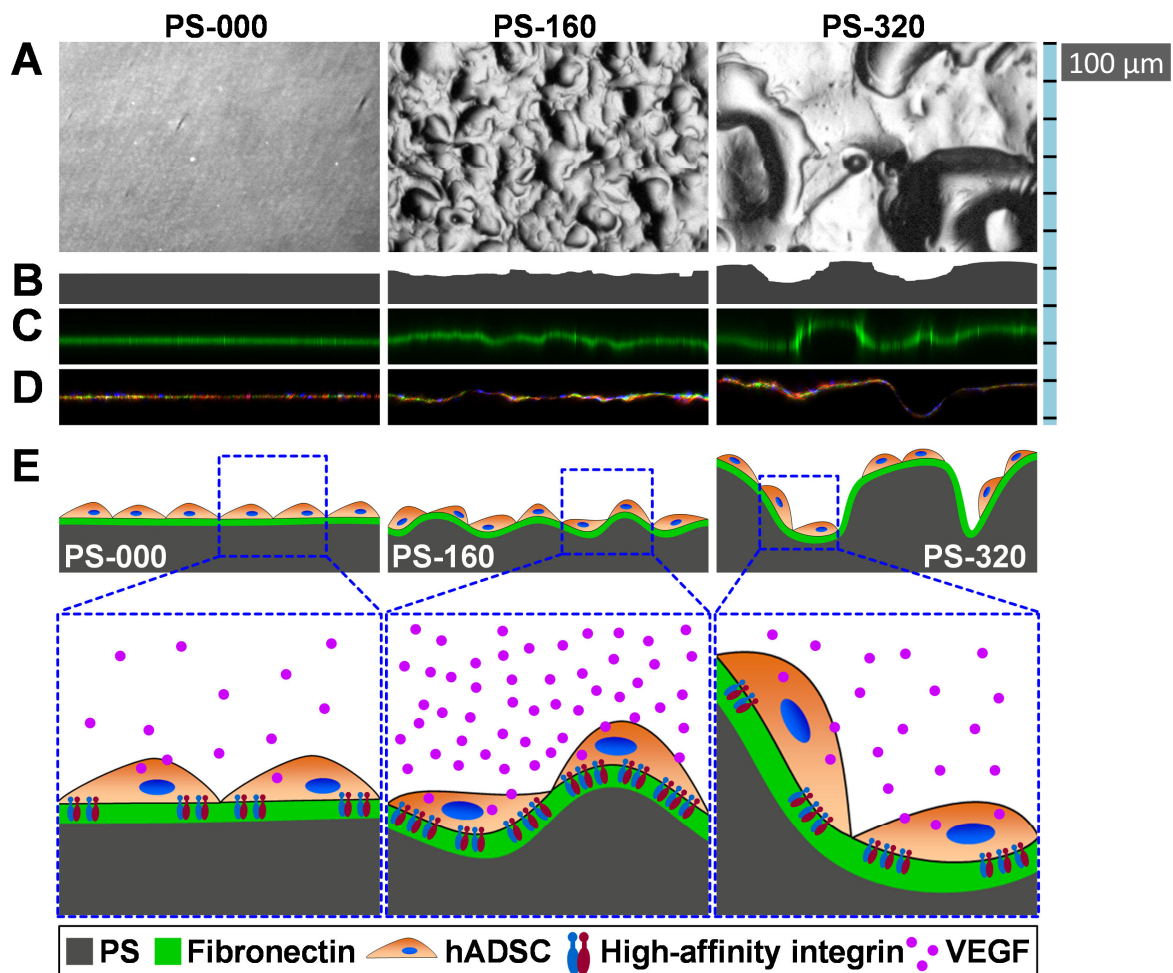 PS-000 PS-160 PS-320
A
100 µm
B
C
D
E
PS-000 PS-160 PS-320
PS Fibronectin hADSC High-affinity integrin VEGF